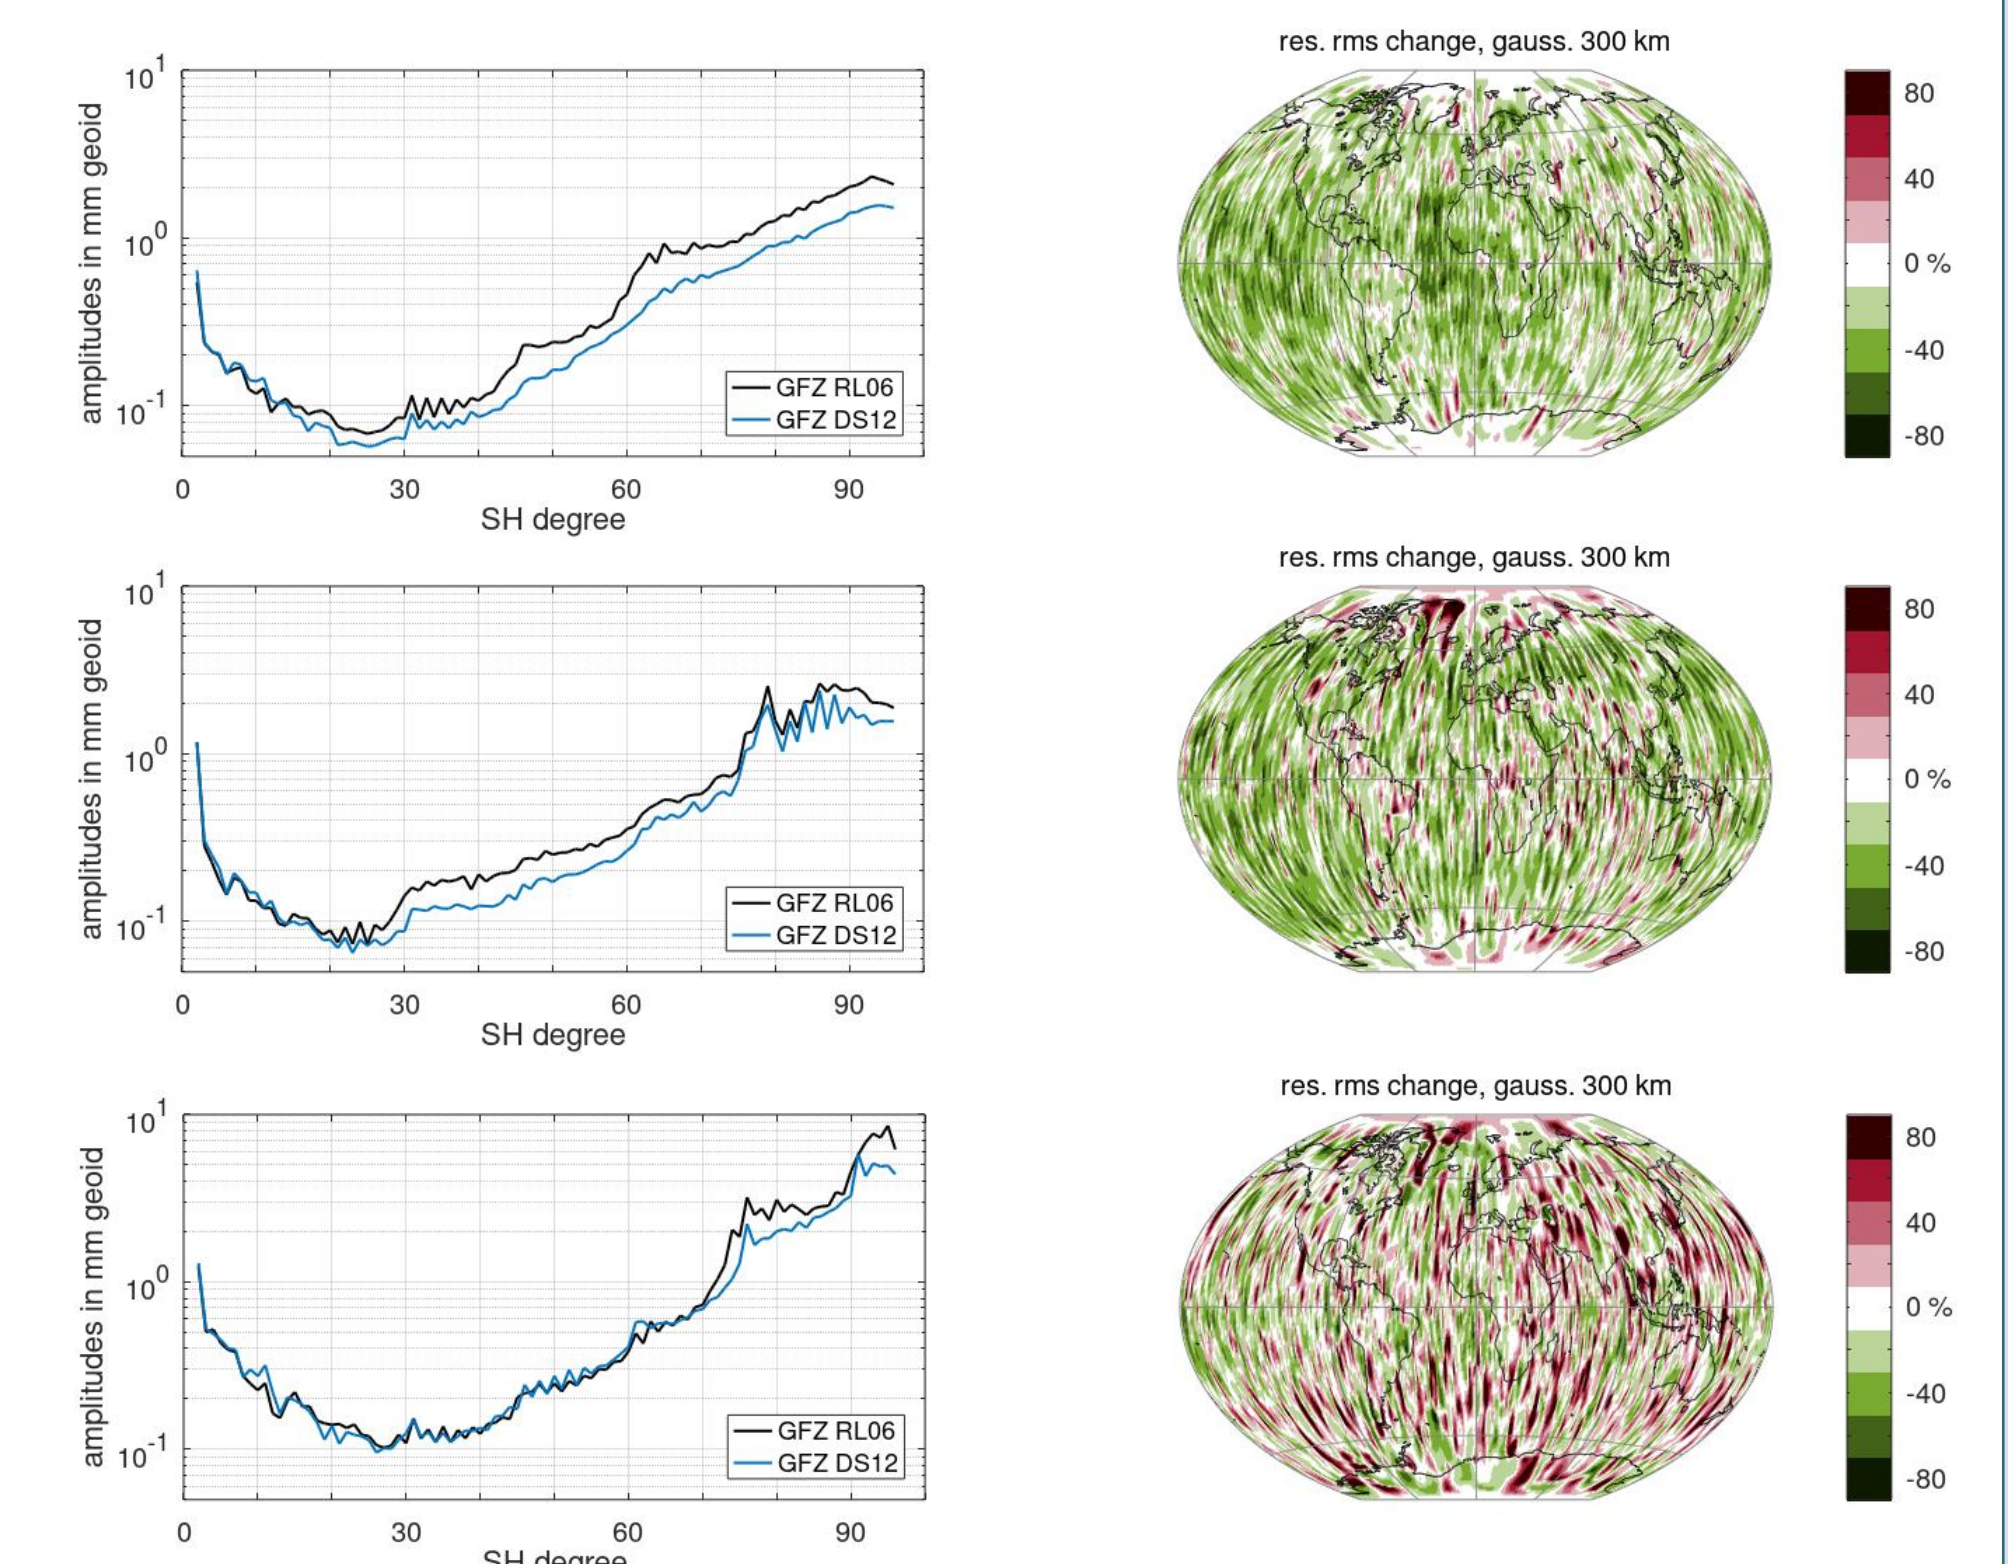 res. rms change, gauss. 300 km
10^1
10^0
10^-1
amplitudes in mm geoid
GFZ RL06
GFZ DS12
0 30 60 90
SH degree
80
40
0 %
-40
-80
res. rms change, gauss. 300 km
10^1
10^0
10^-1
amplitudes in mm geoid
GFZ RL06
GFZ DS12
0 30 60 90
SH degree
80
40
0 %
-40
-80
res. rms change, gauss. 300 km
10^1
10^0
10^-1
amplitudes in mm geoid
GFZ RL06
GFZ DS12
0 30 60 90
SH degree
80
40
0 %
-40
-80